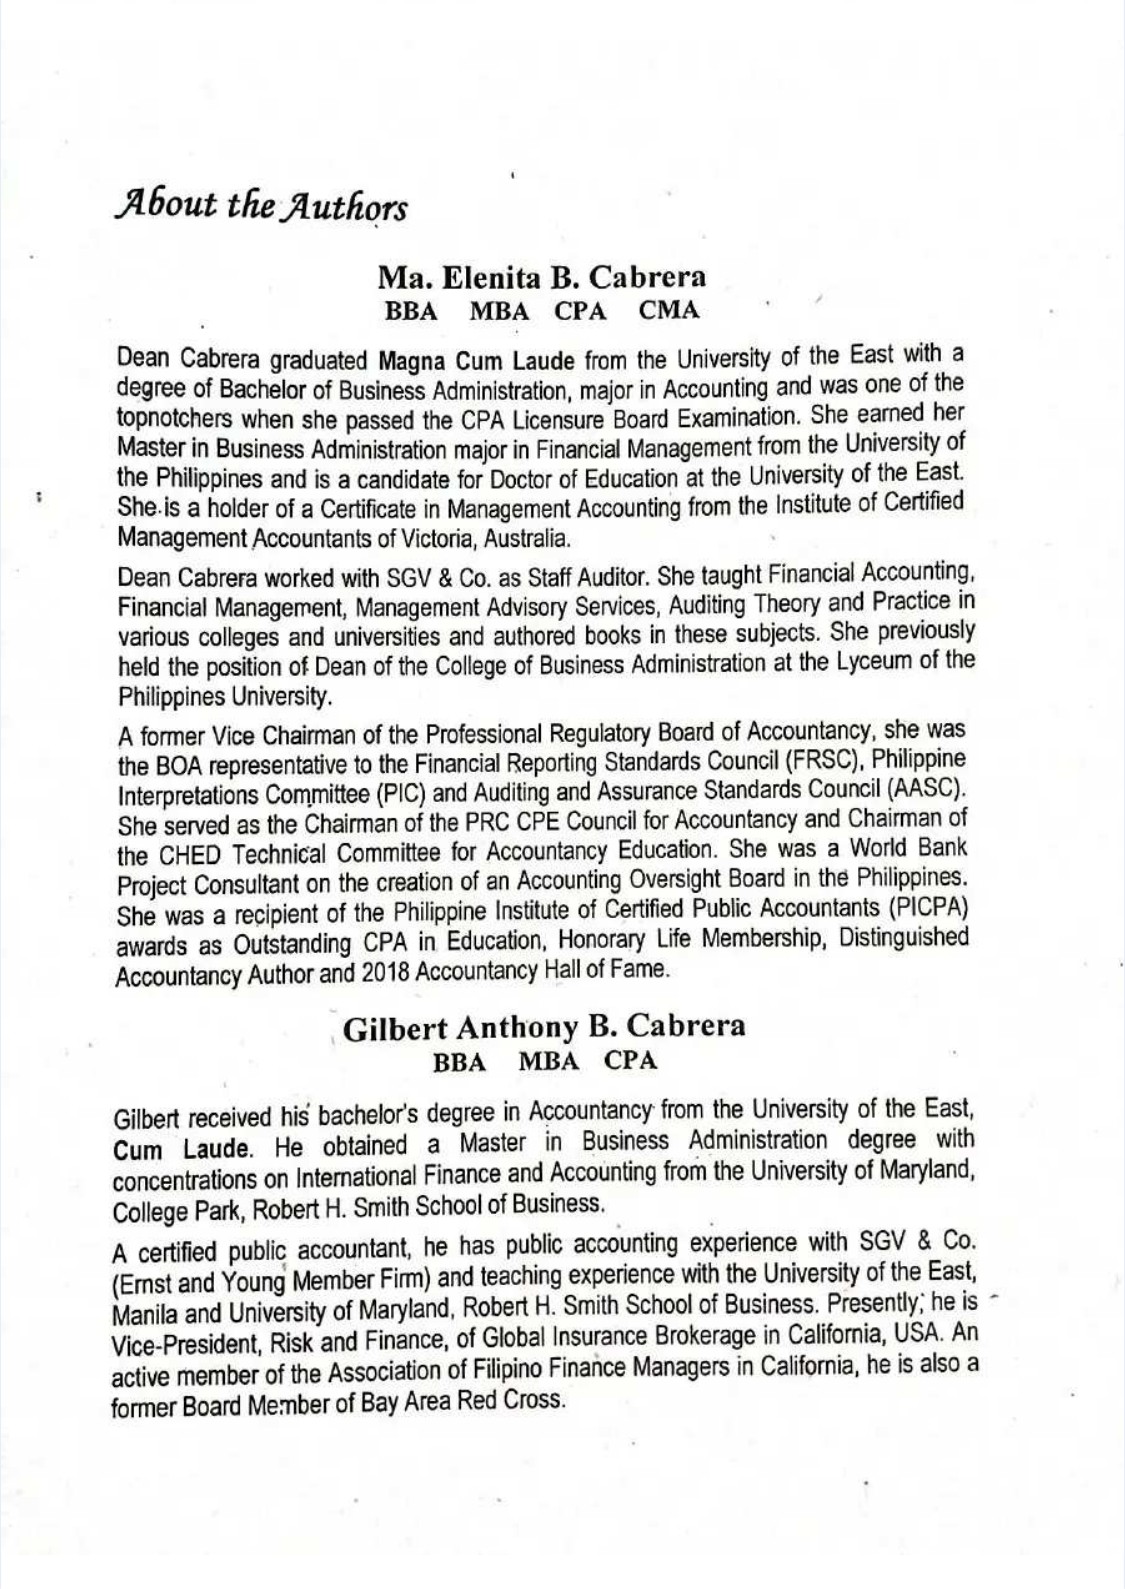 About the Authors
Ma. Elenita B. Cabrera
BBA MBA CPA CMA
Dean Cabrera graduated Magna Cum Laude from the University of the East with a
degree of Bachelor of Business Administration, major in Accounting and was one of the
topnotchers when she passed the CPA Licensure Board Examination. She earned her
Master in Business Administration major in Financial Management from the University of
the Philippines and is a candidate for Doctor of Education at the University of the East.
She is a holder of a Certificate in Management Accounting from the Institute of Certified
Management Accountants of Victoria, Australia.
Dean Cabrera worked with SGV & Co. as Staff Auditor. She taught Financial Accounting,
Financial Management, Management Advisory Services, Auditing Theory and Practice in
various colleges and universities and authored books in these subjects. She previously
held the position of Dean of the College of Business Administration at the Lyceum of the
Philippines University.
A former Vice Chairman of the Professional Regulatory Board of Accountancy, she was
the BOA representative to the Financial Reporting Standards Council (FRSC), Philippine
Interpretations Committee (PIC) and Auditing and Assurance Standards Council (AASC).
She served as the Chairman of the PRC CPE Council for Accountancy and Chairman of
the CHED Technical Committee for Accountancy Education. She was a World Bank
Project Consultant on the creation of an Accounting Oversight Board in the Philippines.
She was a recipient of the Philippine Institute of Certified Public Accountants (PICPA)
awards as Outstanding CPA in Education, Honorary Life Membership, Distinguished
Accountancy Author and 2018 Accountancy Hall of Fame.
Gilbert Anthony B. Cabrera
BBA MBA CPA
Gilbert received his bachelor's degree in Accountancy from the University of the East,
Cum Laude. He obtained a Master in Business Administration degree with
concentrations on International Finance and Accounting from the University of Maryland,
College Park, Robert H. Smith School of Business.
A certified public accountant, he has public accounting experience with SGV & Co.
(Ernst and Young Member Firm) and teaching experience with the University of the East,
Manila and University of Maryland, Robert H. Smith School of Business. Presently, he is
Vice-President, Risk and Finance, of Global Insurance Brokerage in California, USA. An
active member of the Association of Filipino Finance Managers in California, he is also a
former Board Member of Bay Area Red Cross.